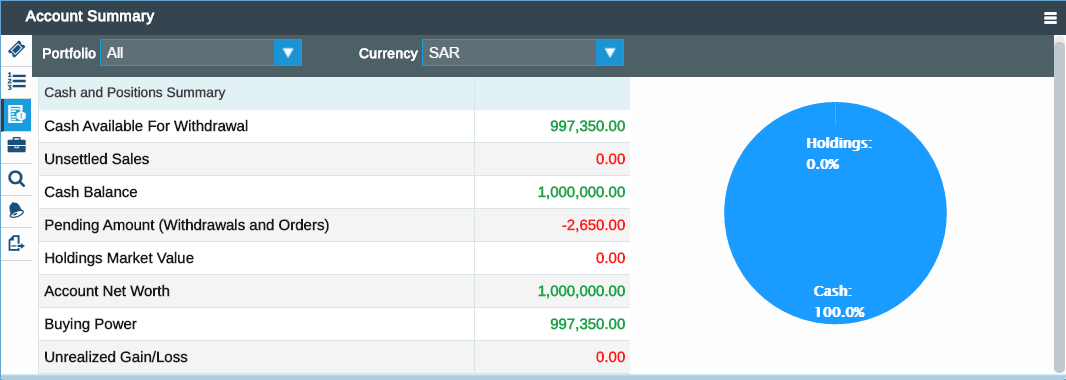 Account Summary
Portfolio All Currency SAR
Cash and Positions Summary
Cash Available For Withdrawal 997,350.00
Unsettled Sales 0.00
Cash Balance 1,000,000.00
Pending Amount (Withdrawals and Orders) -2,650.00
Holdings Market Value 0.00
Account Net Worth 1,000,000.00
Buying Power 997,350.00
Unrealized Gain/Loss 0.00
Holdings:
0.0%
Cash:
100.0%